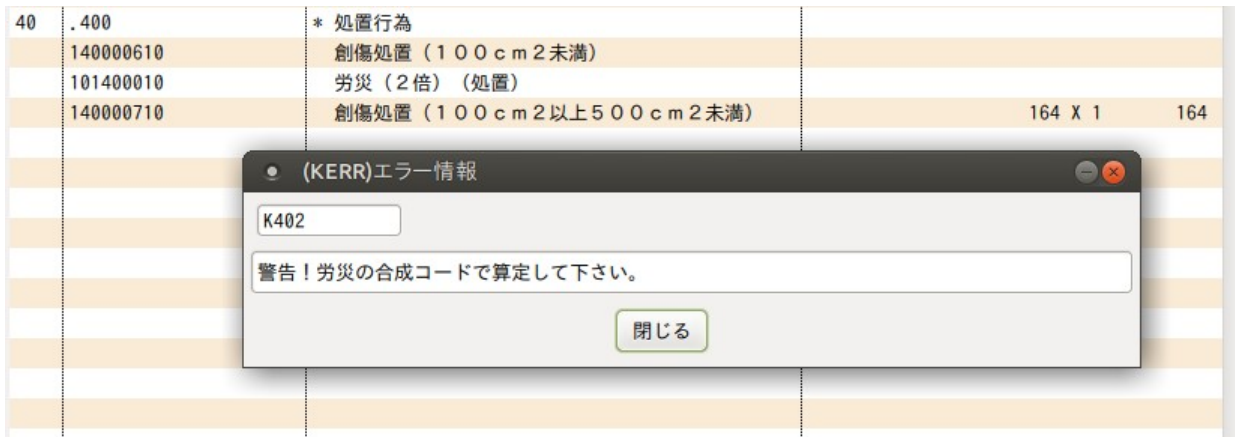 40 .400 * 処置行為
140000610 創傷処置(100cm2未満)
101400010 労災(2倍)(処置)
140000710 創傷処置(100cm2以上500cm2未満) 164 X 1 164
(KERR)エラー情報
K402
警告!労災の合成コードで算定して下さい。
閉じる